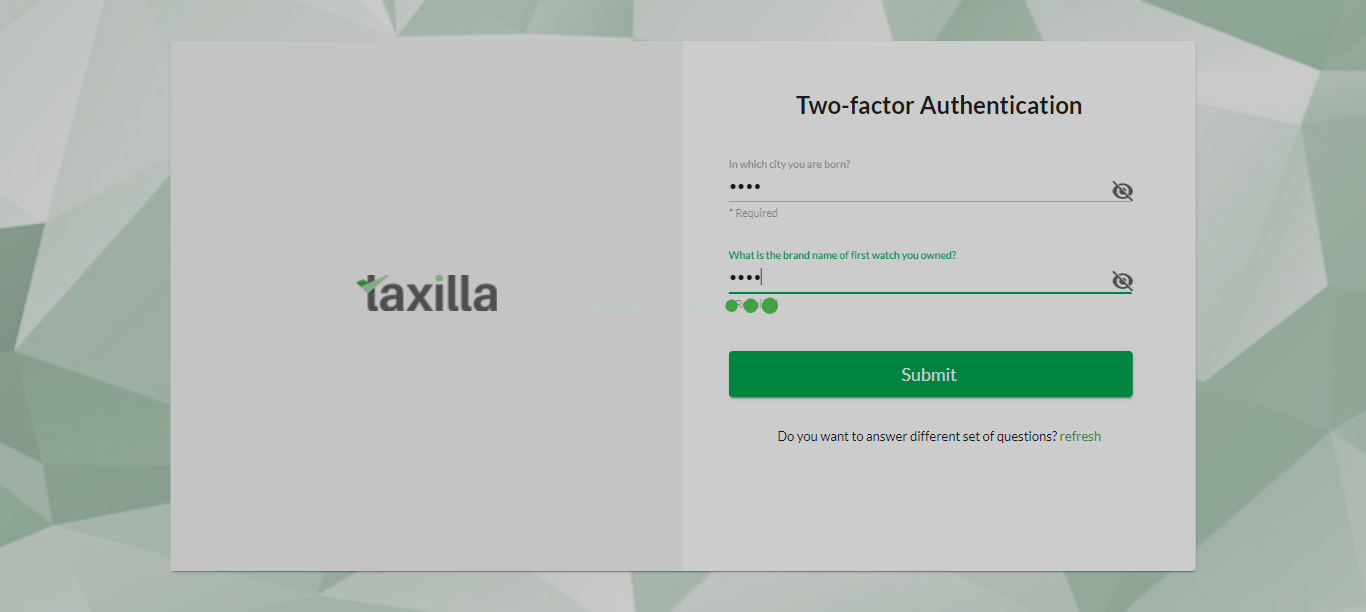 taxilla
Two-factor Authentication
In which city you are born?
••••
* Required
What is the brand name of first watch you owned?
••••
Submit
Do you want to answer different set of questions? refresh